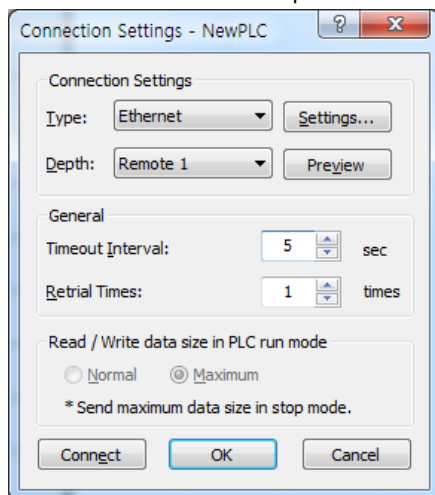 Connection Settings - NewPLC
Connection Settings
Type: Ethernet Settings...
Depth: Remote 1 Preview
General
Timeout Interval: 5 sec
Retrial Times: 1 times
Read / Write data size in PLC run mode
Normal Maximum
* Send maximum data size in stop mode.
Connect OK Cancel